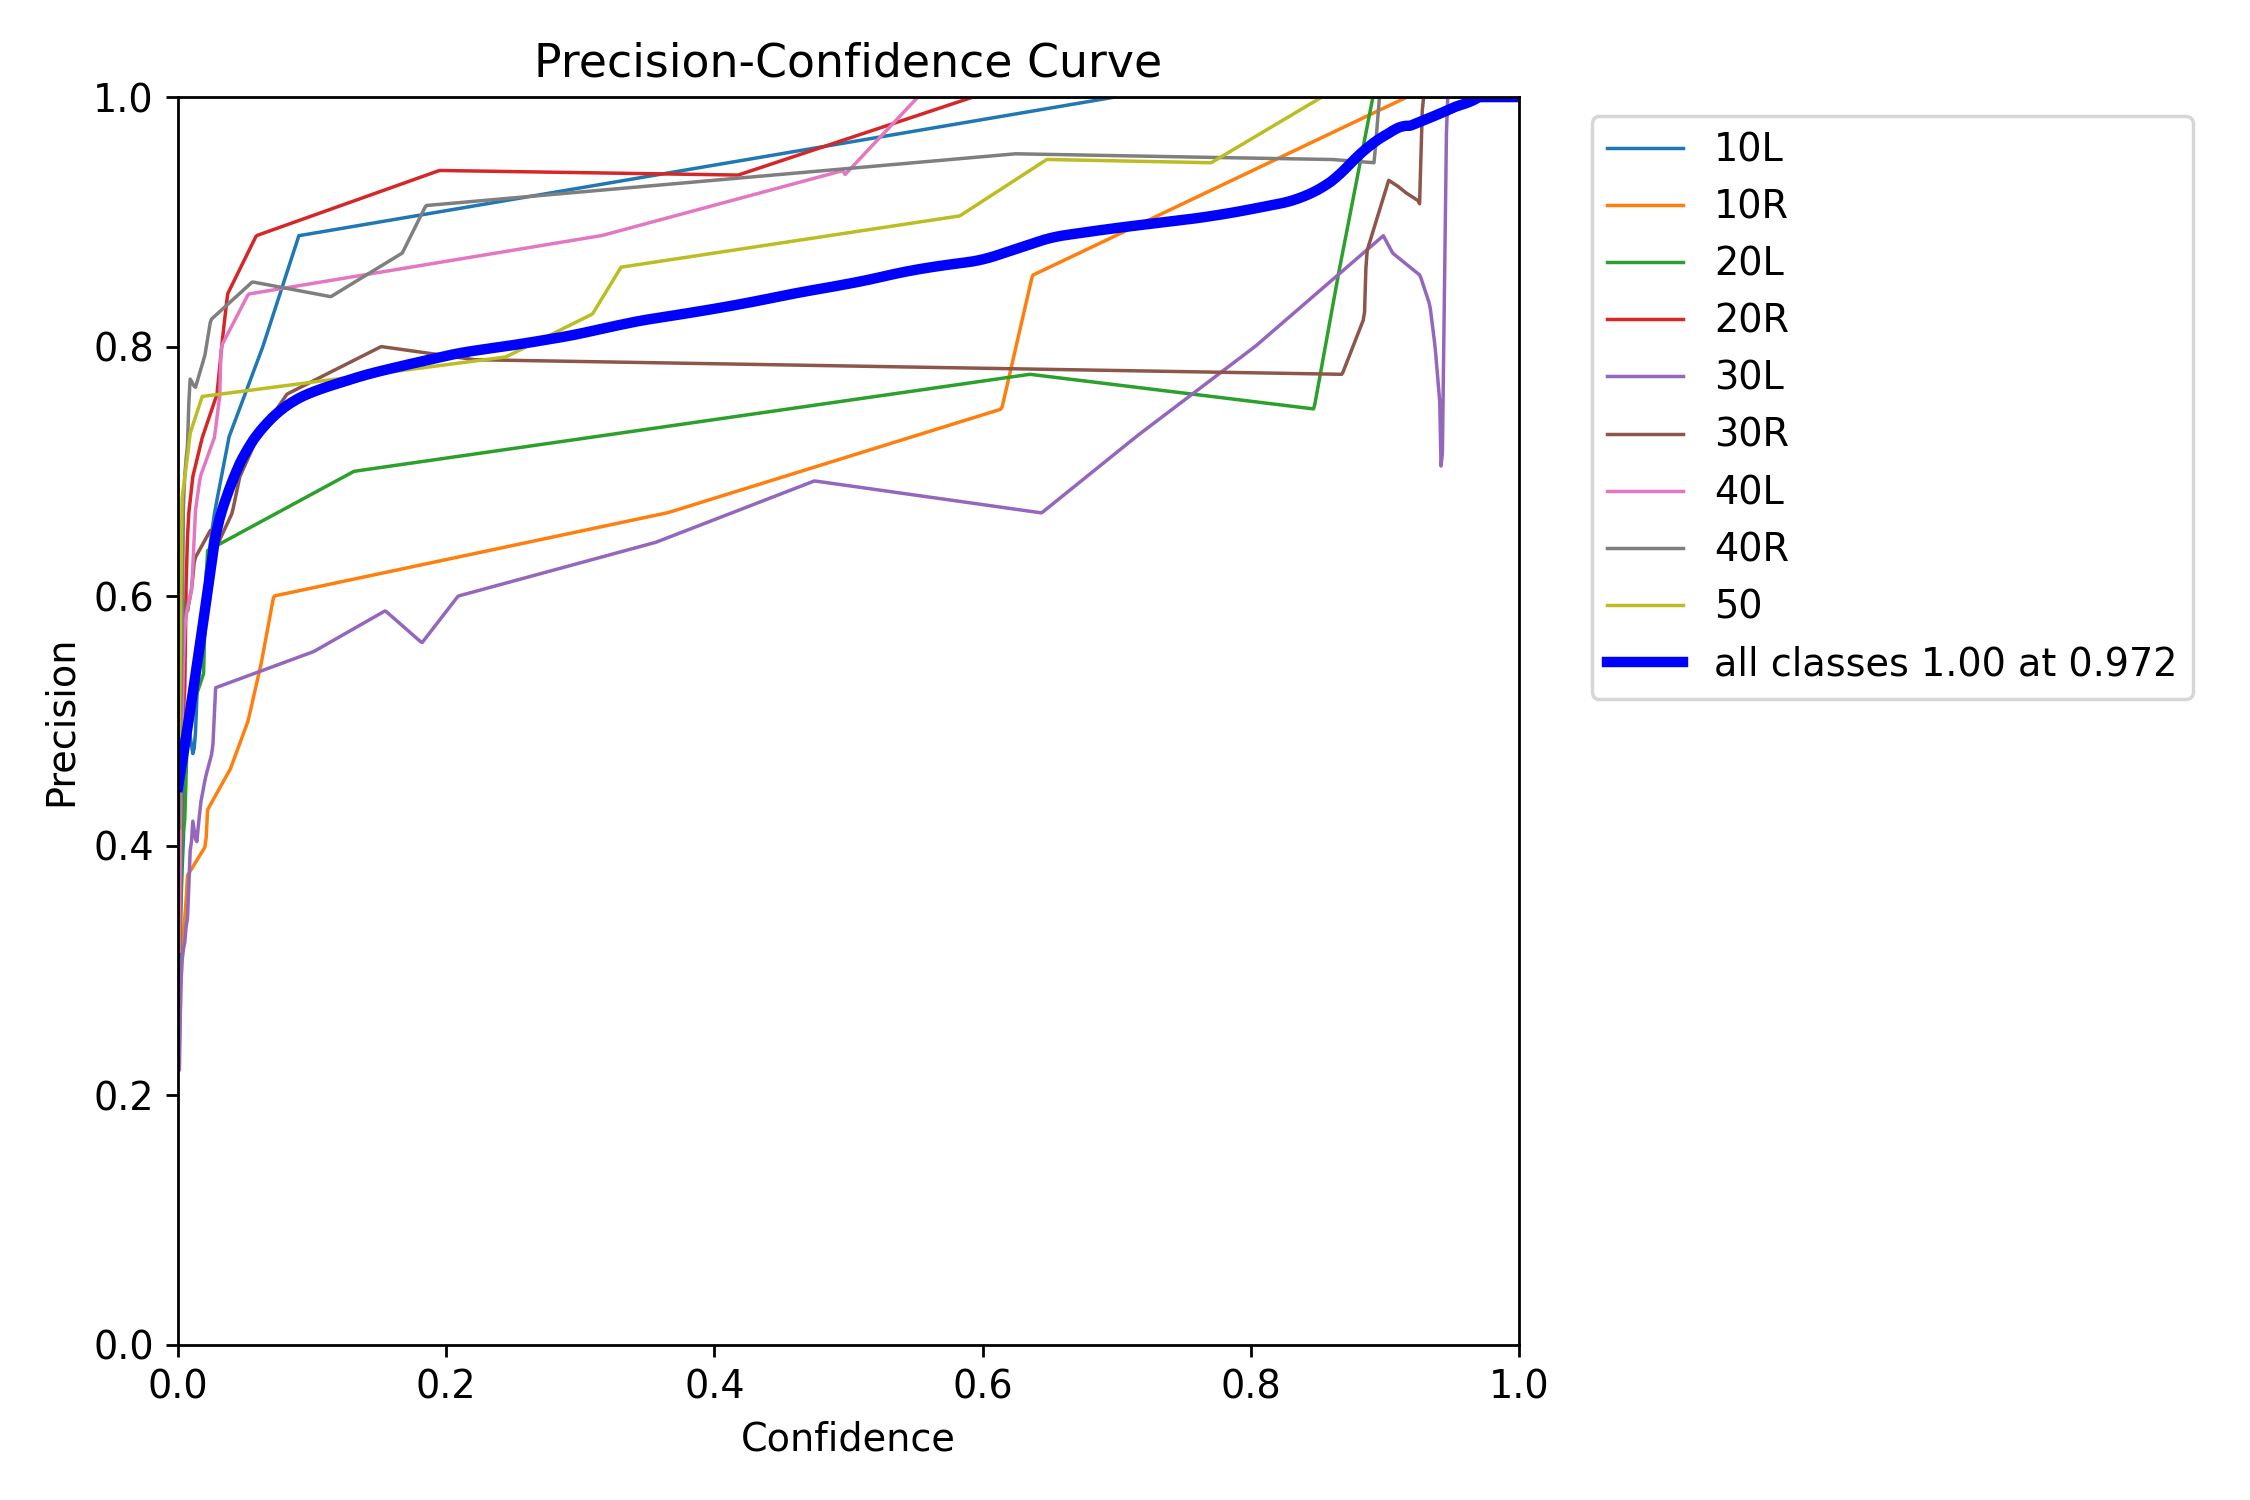 Precision-Confidence Curve
1.0
0.8
0.6
0.4
0.2
0.0
Precision
0.0 0.2 0.4 0.6 0.8 1.0
Confidence
10L
10R
20L
20R
30L
30R
40L
40R
50
all classes 1.00 at 0.972